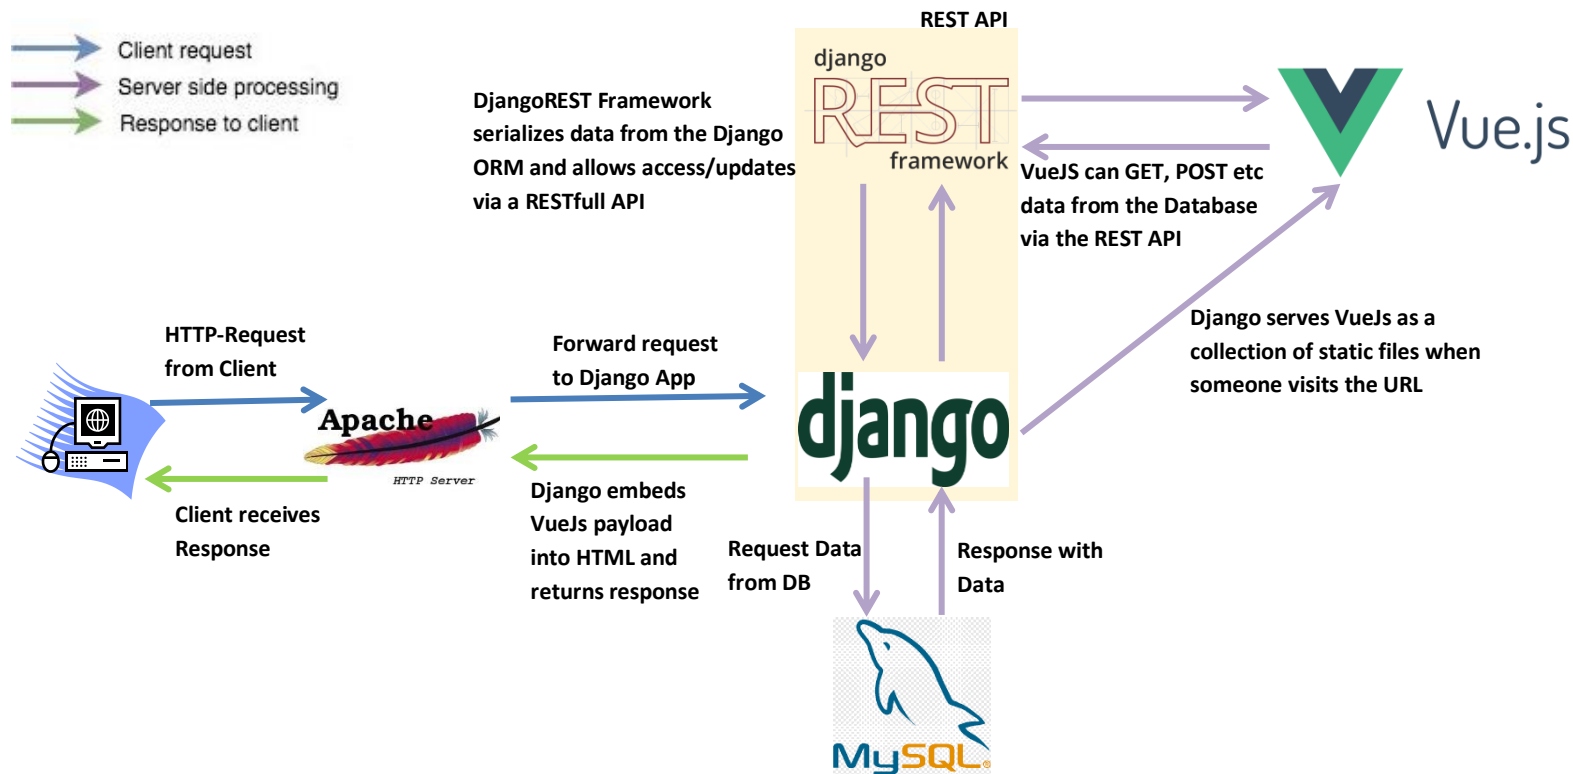 REST API
Client request
Server side processing
Response to client
django
REST
framework
DjangoREST Framework
serializes data from the Django
ORM and allows access/updates
via a RESTfull API
Vue.js
VueJS can GET, POST etc
data from the Database
via the REST API
Django serves VueJs as a
collection of static files when
someone visits the URL
HTTP-Request
from Client
Forward request
to Django App
Apache
HTTP Server
django
Client receives
Response
Django embeds
VueJs payload
into HTML and
returns response
Request Data
from DB
Response with
Data
MySQL®